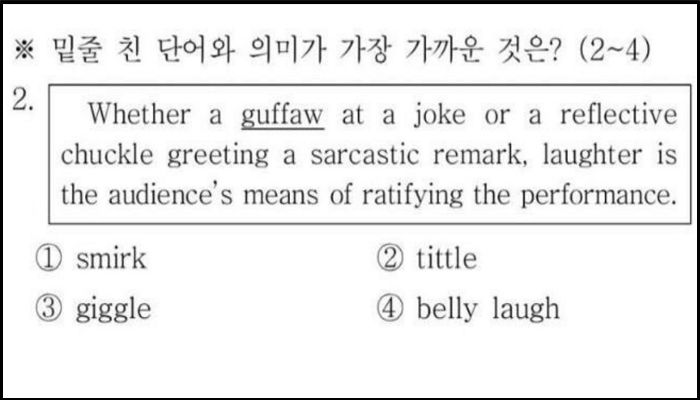 ※ 밑줄 친 단어와 의미가 가장 가까운 것은? (2~4)
2.
Whether a guffaw at a joke or a reflective
chuckle greeting a sarcastic remark, laughter is
the audience's means of ratifying the performance.
① smirk ② tittle
③ giggle ④ belly laugh